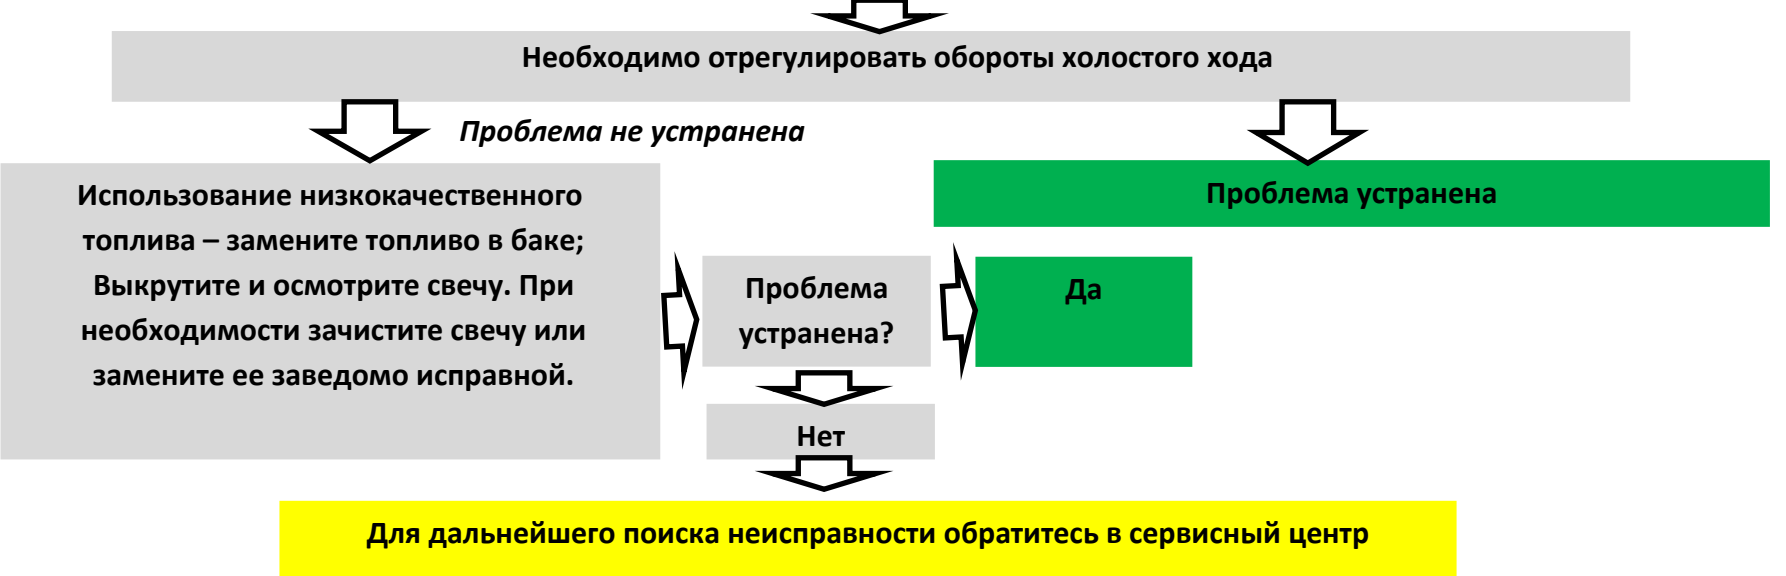 Необходимо отрегулировать обороты холостого хода
Проблема не устранена
Проблема устранена
Использование низкокачественного
топлива – замените топливо в баке;
Выкрутите и осмотрите свечу. При
необходимости зачистите свечу или
замените ее заведомо исправной.
Проблема
устранена?
Да
Нет
Для дальнейшего поиска неисправности обратитесь в сервисный центр